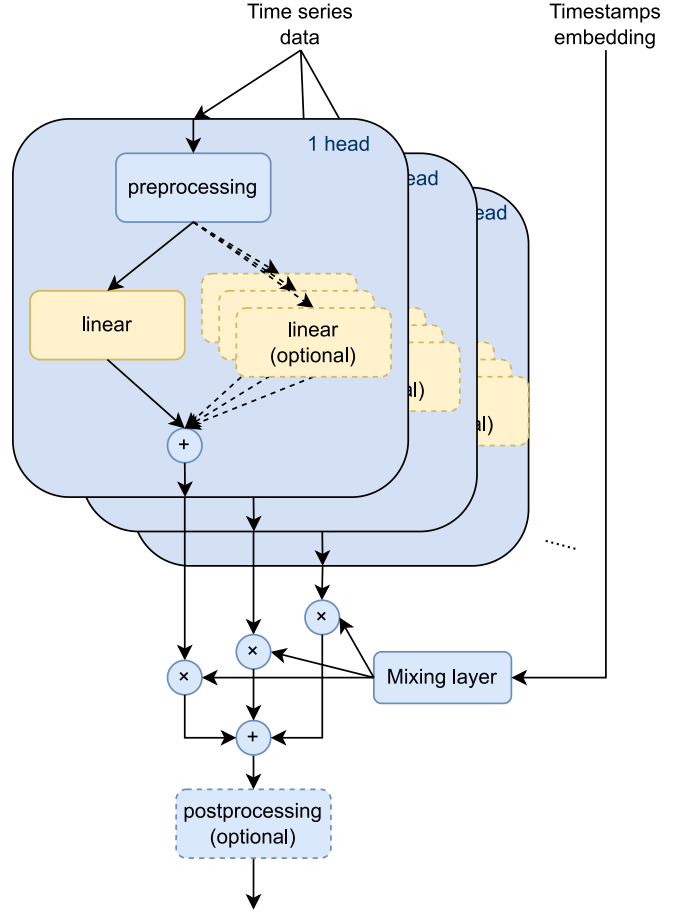 Time series
data
Timestamps
embedding
1 head
ead
ead
preprocessing
linear
linear
(optional)
al)
al)
+
×
×
×
Mixing layer
+
postprocessing
(optional)
......